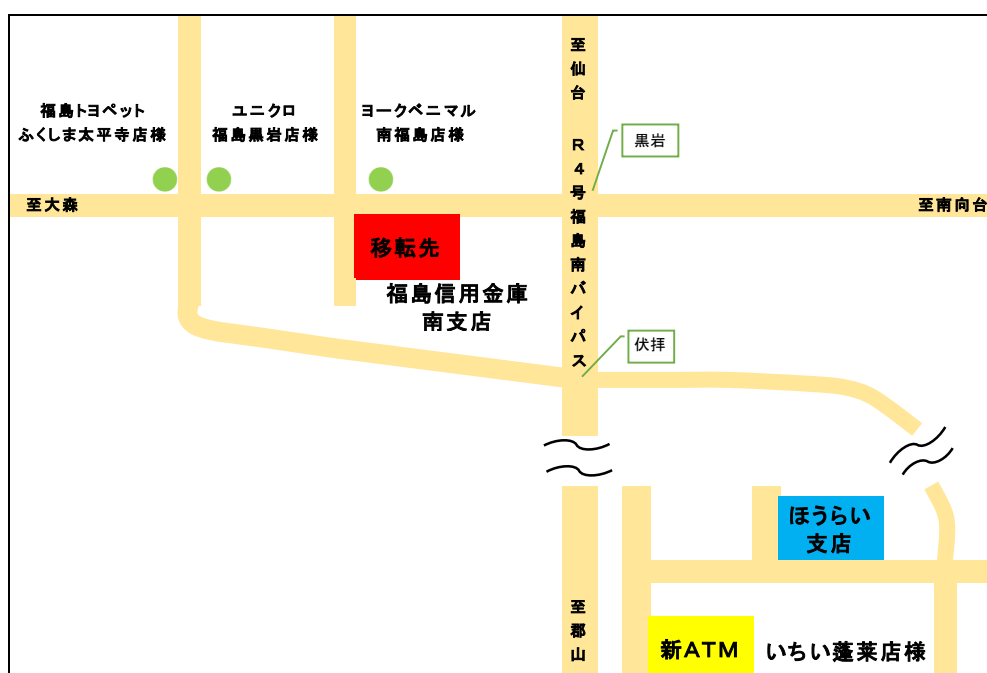 至仙台　R4号福島南バイパス
福島トヨペット
ふくしま太平寺店様
ユニクロ
福島黒岩店様
ヨークベニマル
南福島店様
黒岩
至大森
至南向台
移転先
福島信用金庫
南支店
伏拝
ほうらい
支店
至郡山
新ATM
いちい蓬莱店様